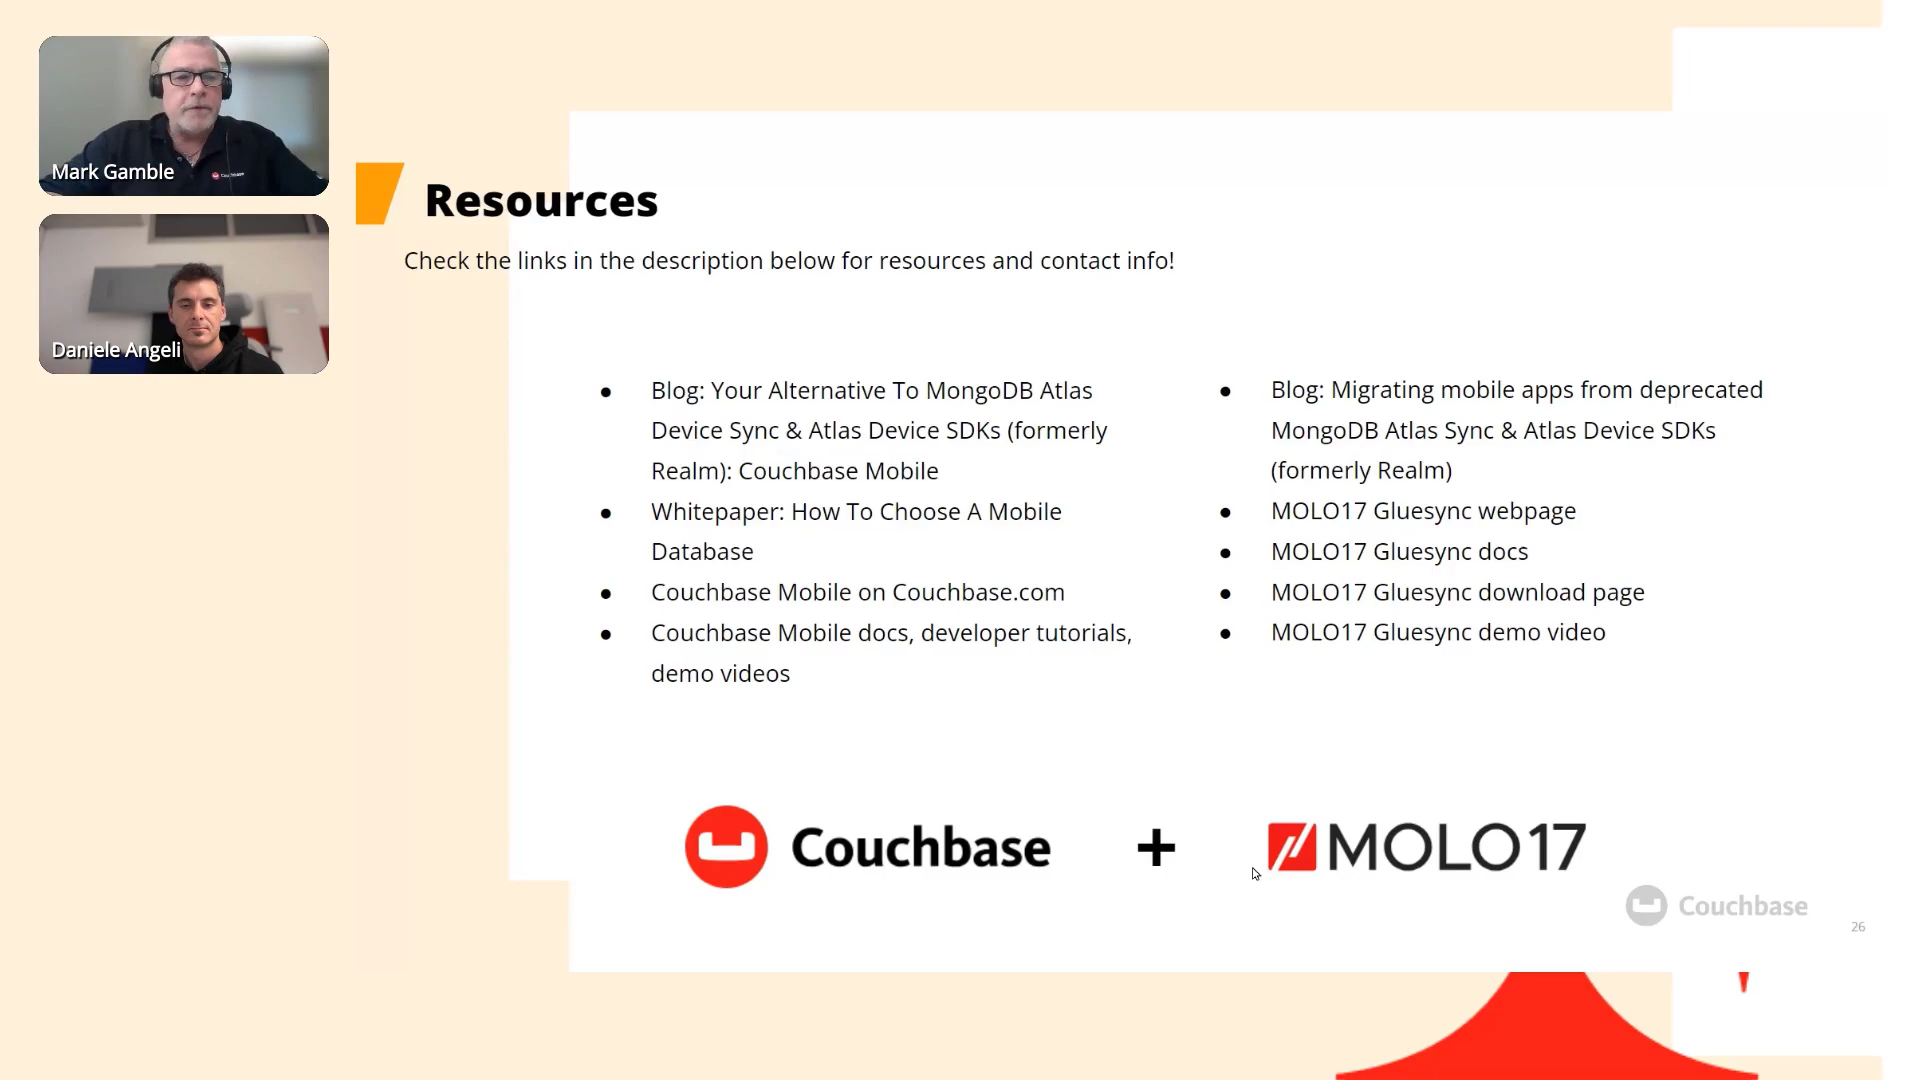 Mark Gamble
Daniele Angeli
Resources
Check the links in the description below for resources and contact info!
● Blog: Your Alternative To MongoDB Atlas
Device Sync & Atlas Device SDKs (formerly
Realm): Couchbase Mobile
● Whitepaper: How To Choose A Mobile
Database
● Couchbase Mobile on Couchbase.com
● Couchbase Mobile docs, developer tutorials,
demo videos
● Blog: Migrating mobile apps from deprecated
MongoDB Atlas Sync & Atlas Device SDKs
(formerly Realm)
● MOLO17 Gluesync webpage
● MOLO17 Gluesync docs
● MOLO17 Gluesync download page
● MOLO17 Gluesync demo video
Couchbase + MOLO17
Couchbase
26